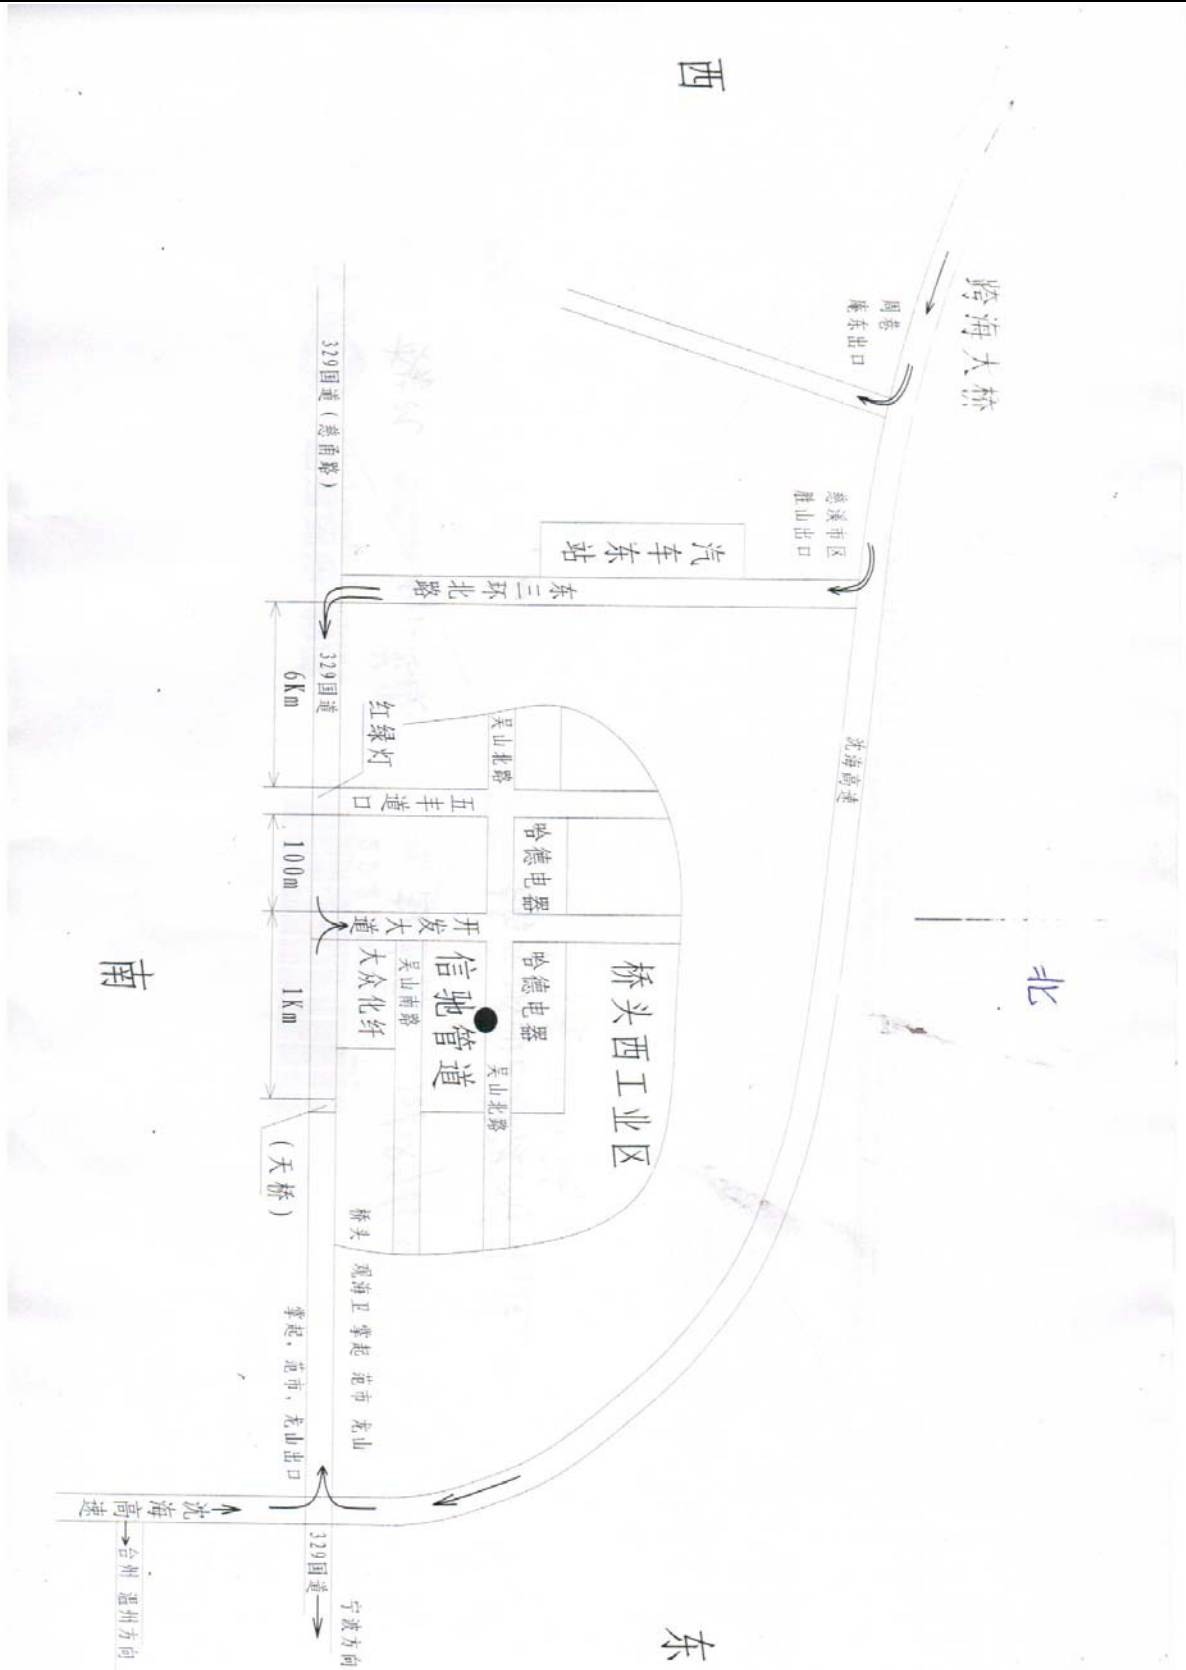 西
北
南
东
跨海大桥
周巷
庵东出口
慈溪市区
胜山出口
汽车东站
东三环北路
沈海高速
329国道(慈甬路)
329国道
6Km
红绿灯
吴山北路
五丰道口
100m
哈德电器
开发大道
1Km
大众化纤
吴山南路
信驰管道
哈德电器
吴山北路
桥头西工业区
(天桥)
桥头 观海卫 掌起 范市 龙山
掌起, 范市, 龙山出口
沈海高速
329国道
宁波方向
台州 温州方向